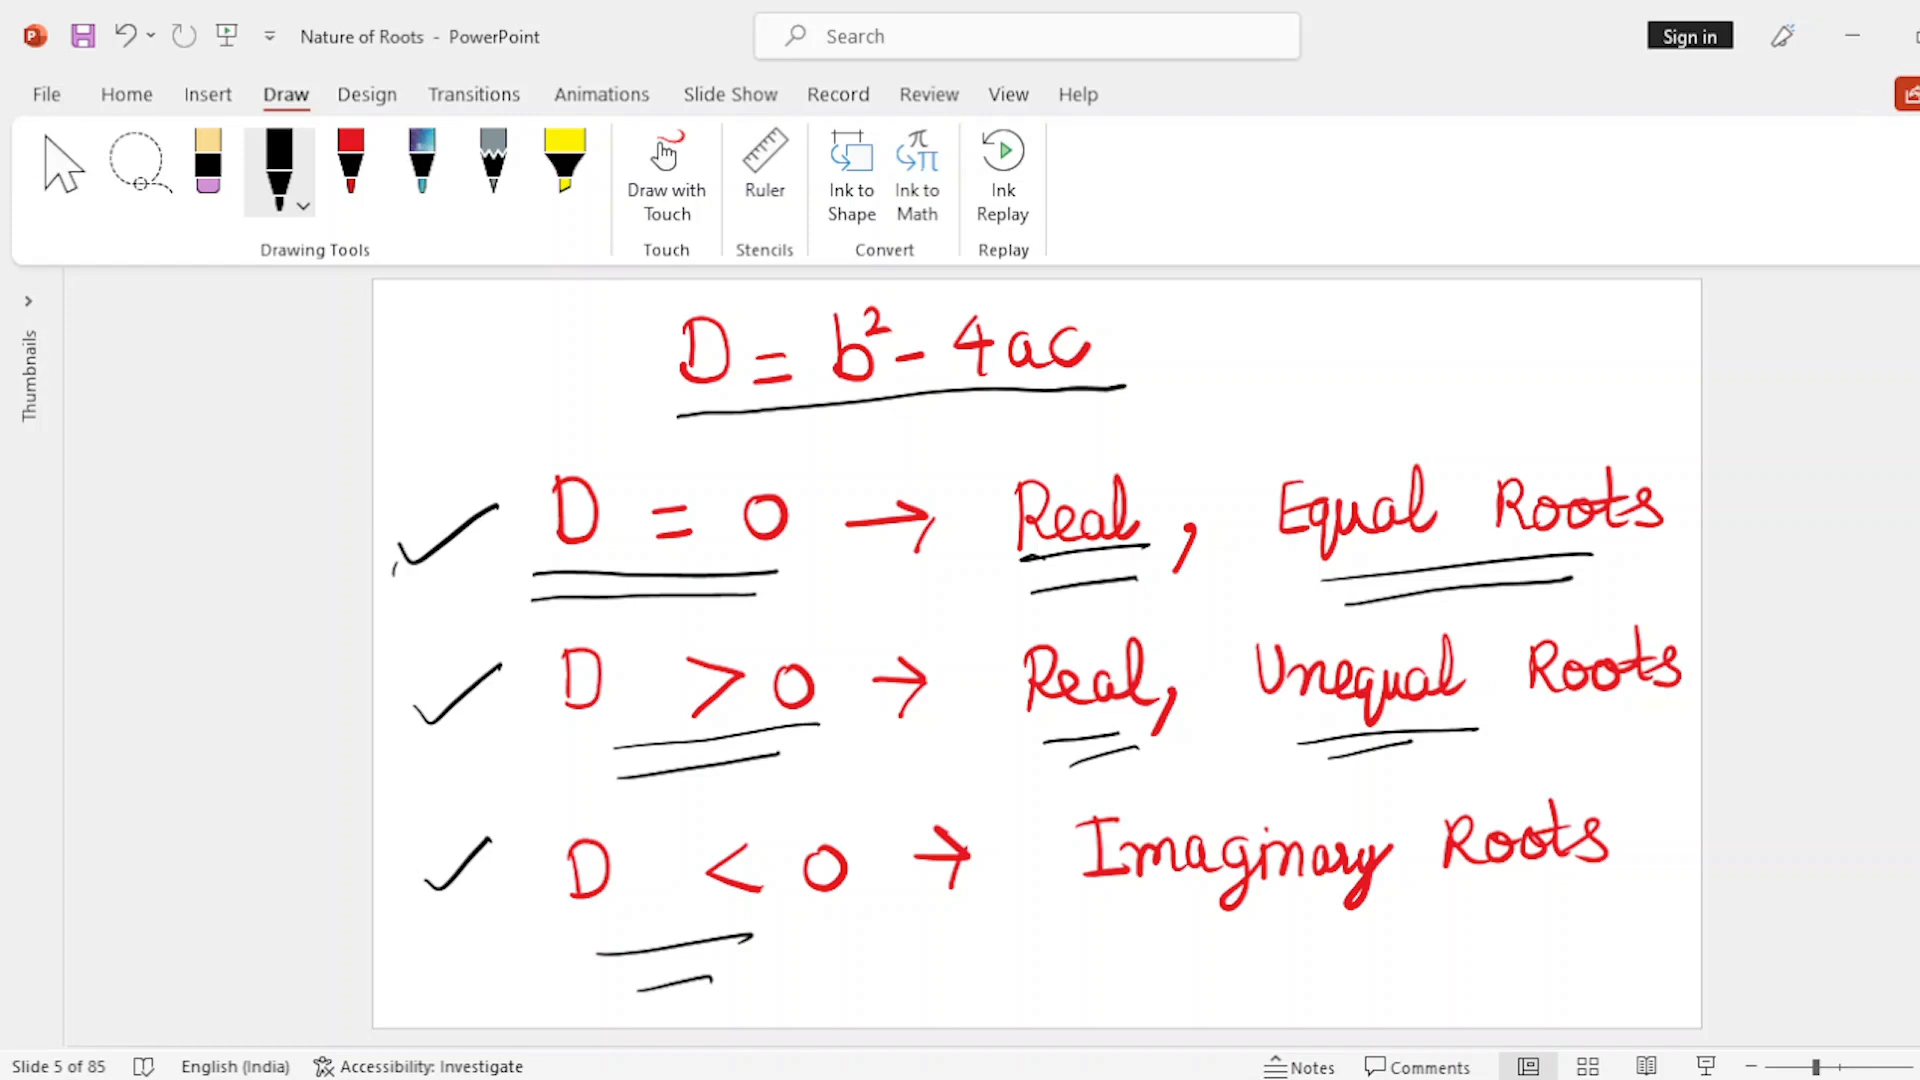 Nature of Roots - PowerPoint
Search
Sign in
File Home Insert Draw Design Transitions Animations Slide Show Record Review View Help
Draw with Touch
Ruler
Ink to Shape
Ink to Math
Ink Replay
Drawing Tools Touch Stencils Convert Replay
Thumbnails
D = b² - 4ac
D = 0 → Real, Equal Roots
D > 0 → Real, Unequal Roots
D < 0 → Imaginary Roots
Slide 5 of 85 English (India) Accessibility: Investigate Notes Comments